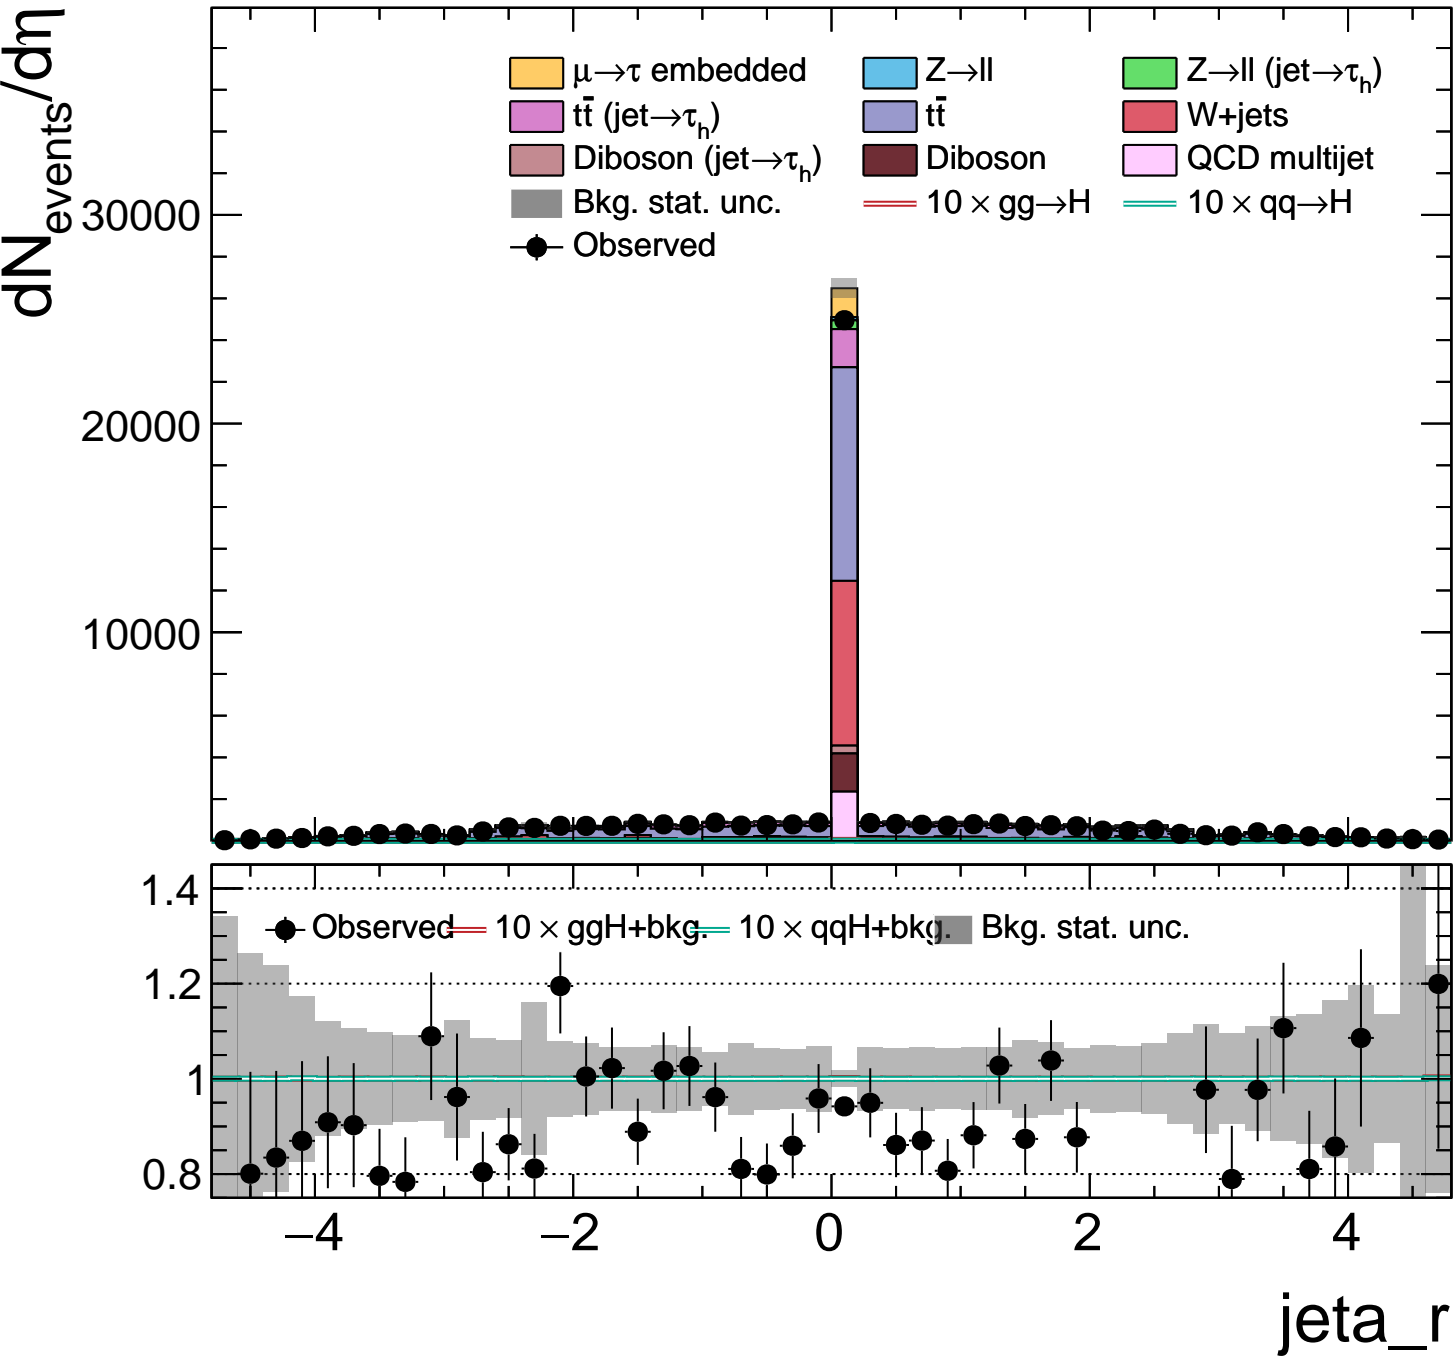 dN_events/dη
μ→τ embedded Z→ll Z→ll (jet→τ_h)
tt̄ (jet→τ_h) tt̄ W+jets
Diboson (jet→τ_h) Diboson QCD multijet
Bkg. stat. unc. 10 × gg→H 10 × qq→H
Observed
30000
20000
10000
1.4
Observed 10 × ggH+bkg. 10 × qqH+bkg. Bkg. stat. unc.
1.2
1
0.8
−4 −2 0 2 4
jeta_r